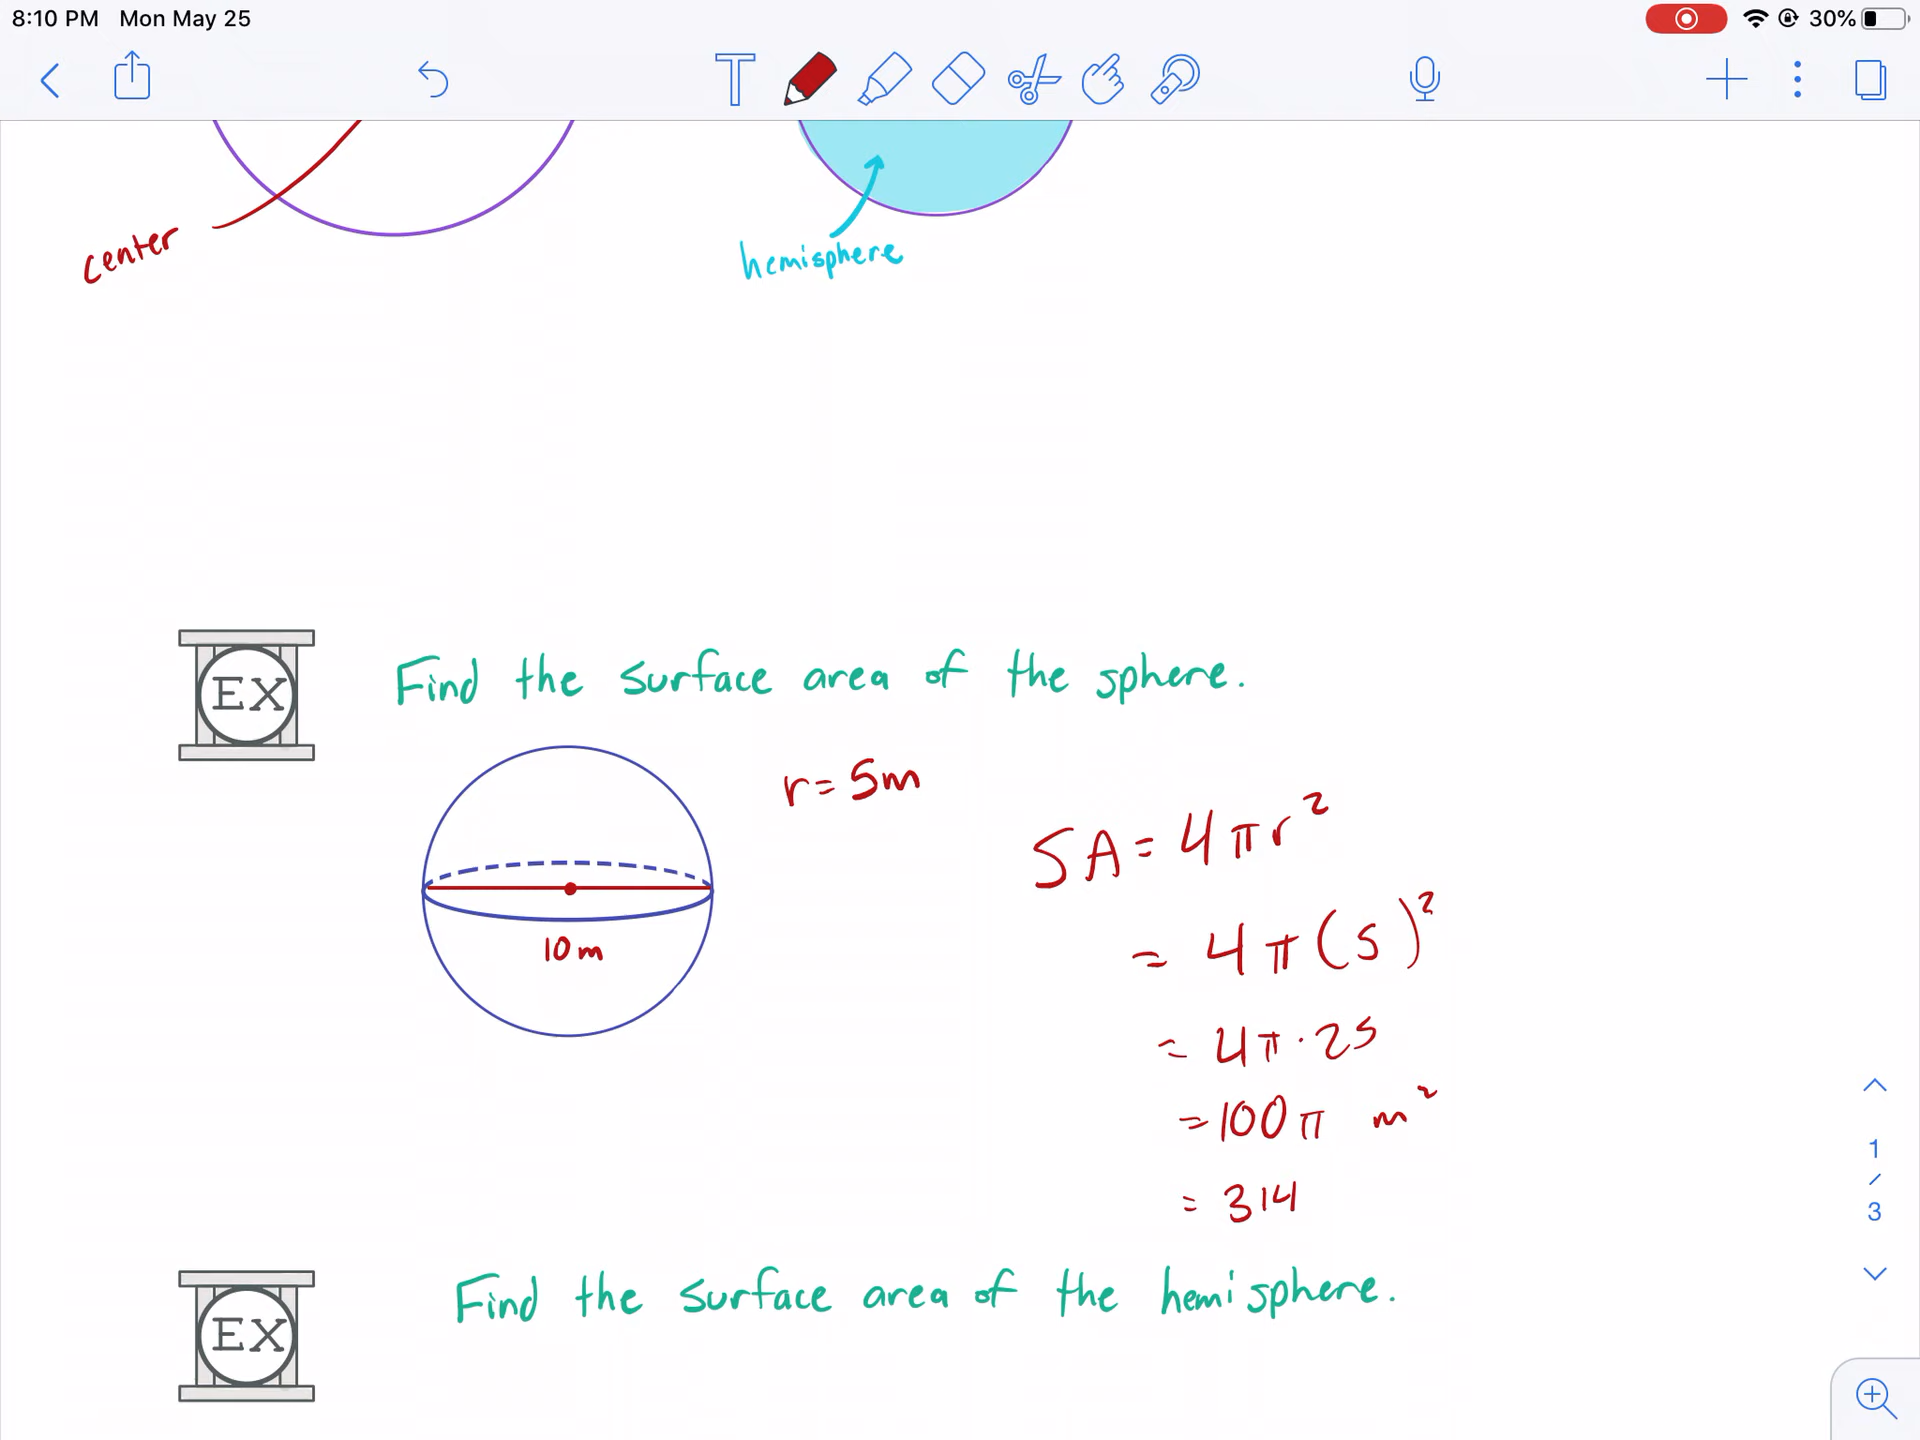 8:10 PM Mon May 25
30%
T
center
hemisphere
EX
Find the surface area of the sphere.
r = 5m
10m
SA = 4πr²
= 4π(5)²
= 4π·25
= 100π m²
= 314
1
/
3
EX
Find the surface area of the hemisphere.